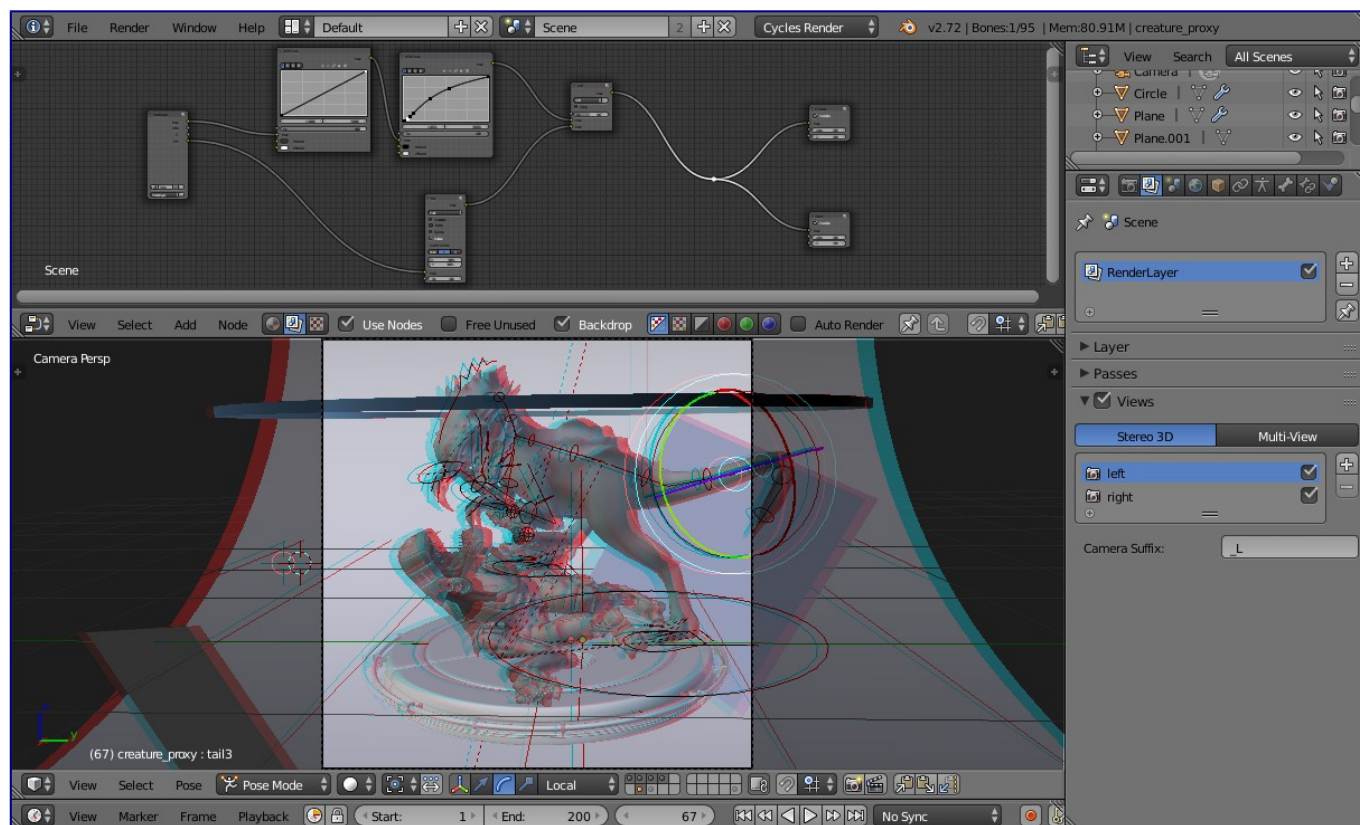 File Render Window Help Default Scene 2 Cycles Render v2.72 | Bones:1/95 | Mem:80.91M | creature_proxy
View Search All Scenes
Camera
Circle
Plane
Plane.001
Scene
RenderLayer
Scene
View Select Add Node Use Nodes Free Unused Backdrop Auto Render
Layer
Passes
Views
Stereo 3D Multi-View
left
right
Camera Suffix: _L
Camera Persp
z
y
(67) creature_proxy : tail3
View Select Pose Pose Mode Local
View Marker Frame Playback Start: 1 End: 200 67 No Sync